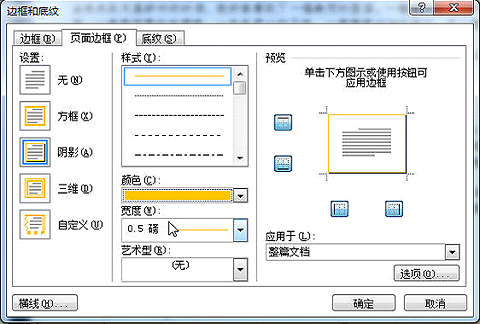 边框和底纹
边框(B)
页面边框(P)
底纹(S)
设置:
无(N)
方框(X)
阴影(A)
三维(D)
自定义(U)
样式(Y):
颜色(C):
宽度(W):
0.5 磅
艺术型(R):
(无)
预览
单击下方图示或使用按钮可
应用边框
应用于(L):
整篇文档
选项(O)...
横线(H)...
确定
取消